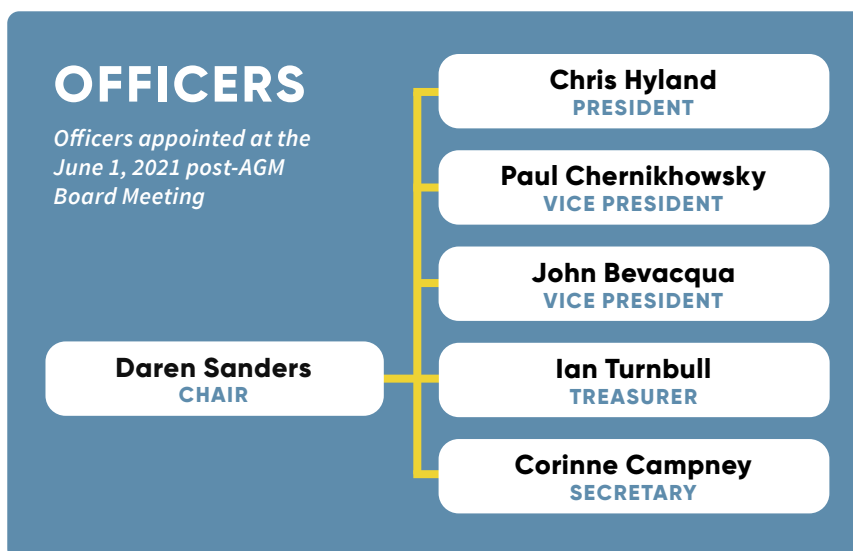 OFFICERS
Officers appointed at the
June 1, 2021 post-AGM
Board Meeting
Daren Sanders
CHAIR
Chris Hyland
PRESIDENT
Paul Chernikhowsky
VICE PRESIDENT
John Bevacqua
VICE PRESIDENT
Ian Turnbull
TREASURER
Corinne Campney
SECRETARY